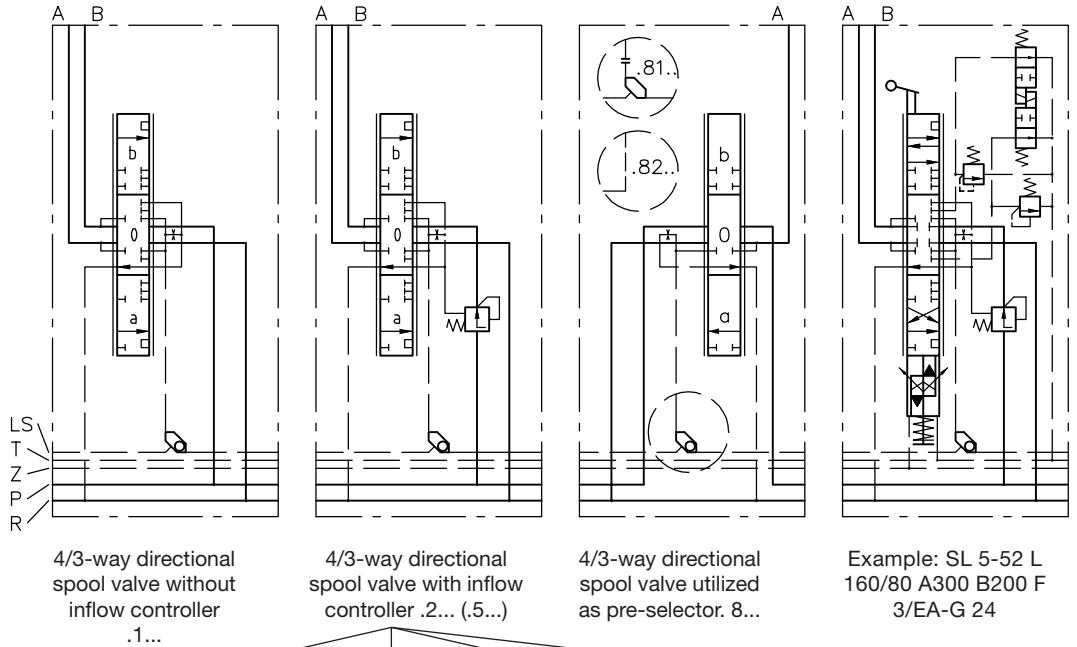 A B
A B
A
A B
.81..
.82..
b
b
b
0
0
0
a
a
a
LS
T
Z
P
R
4/3-way directional
spool valve without
inflow controller
.1...
4/3-way directional
spool valve with inflow
controller .2... (.5...)
4/3-way directional
spool valve utilized
as pre-selector. 8...
Example: SL 5-52 L
160/80 A300 B200 F
3/EA-G 24